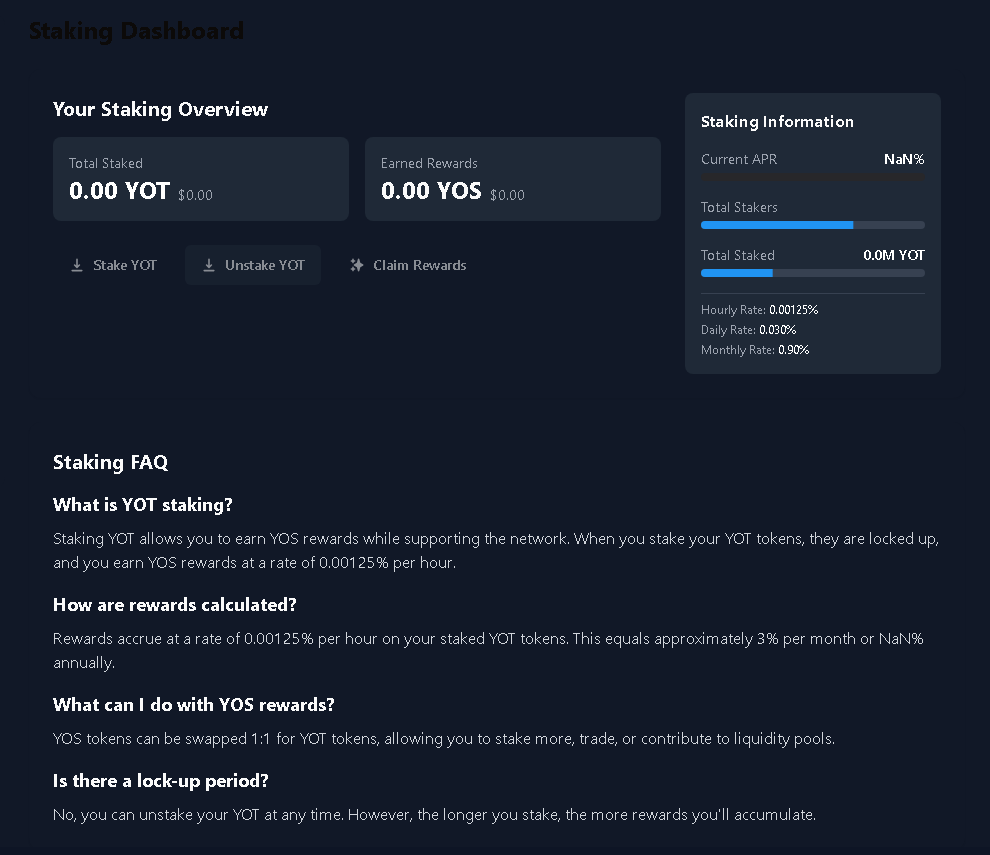 Staking Dashboard
Your Staking Overview
Total Staked
0.00 YOT $0.00
Earned Rewards
0.00 YOS $0.00
Stake YOT
Unstake YOT
Claim Rewards
Staking Information
Current APR NaN%
Total Stakers
Total Staked 0.0M YOT
Hourly Rate: 0.00125%
Daily Rate: 0.030%
Monthly Rate: 0.90%
Staking FAQ
What is YOT staking?
Staking YOT allows you to earn YOS rewards while supporting the network. When you stake your YOT tokens, they are locked up,
and you earn YOS rewards at a rate of 0.00125% per hour.
How are rewards calculated?
Rewards accrue at a rate of 0.00125% per hour on your staked YOT tokens. This equals approximately 3% per month or NaN%
annually.
What can I do with YOS rewards?
YOS tokens can be swapped 1:1 for YOT tokens, allowing you to stake more, trade, or contribute to liquidity pools.
Is there a lock-up period?
No, you can unstake your YOT at any time. However, the longer you stake, the more rewards you'll accumulate.